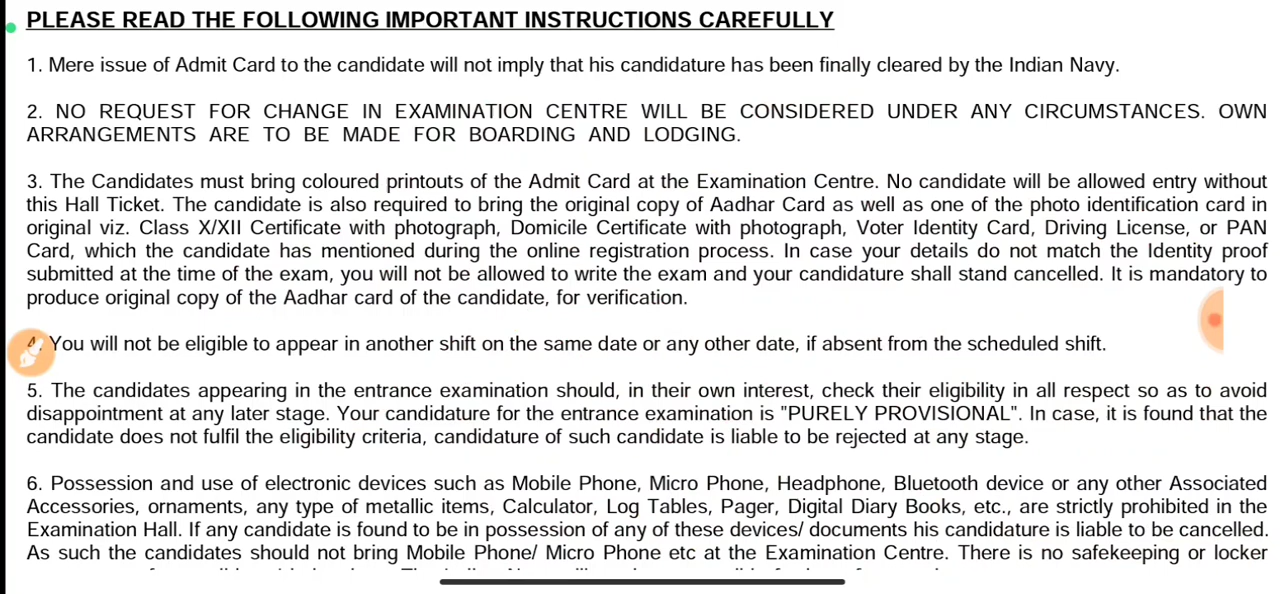 PLEASE READ THE FOLLOWING IMPORTANT INSTRUCTIONS CAREFULLY
1. Mere issue of Admit Card to the candidate will not imply that his candidature has been finally cleared by the Indian Navy.
2. NO REQUEST FOR CHANGE IN EXAMINATION CENTRE WILL BE CONSIDERED UNDER ANY CIRCUMSTANCES. OWN
ARRANGEMENTS ARE TO BE MADE FOR BOARDING AND LODGING.
3. The Candidates must bring coloured printouts of the Admit Card at the Examination Centre. No candidate will be allowed entry without
this Hall Ticket. The candidate is also required to bring the original copy of Aadhar Card as well as one of the photo identification card in
original viz. Class X/XII Certificate with photograph, Domicile Certificate with photograph, Voter Identity Card, Driving License, or PAN
Card, which the candidate has mentioned during the online registration process. In case your details do not match the Identity proof
submitted at the time of the exam, you will not be allowed to write the exam and your candidature shall stand cancelled. It is mandatory to
produce original copy of the Aadhar card of the candidate, for verification.
You will not be eligible to appear in another shift on the same date or any other date, if absent from the scheduled shift.
5. The candidates appearing in the entrance examination should, in their own interest, check their eligibility in all respect so as to avoid
disappointment at any later stage. Your candidature for the entrance examination is "PURELY PROVISIONAL". In case, it is found that the
candidate does not fulfil the eligibility criteria, candidature of such candidate is liable to be rejected at any stage.
6. Possession and use of electronic devices such as Mobile Phone, Micro Phone, Headphone, Bluetooth device or any other Associated
Accessories, ornaments, any type of metallic items, Calculator, Log Tables, Pager, Digital Diary Books, etc., are strictly prohibited in the
Examination Hall. If any candidate is found to be in possession of any of these devices/ documents his candidature is liable to be cancelled.
As such the candidates should not bring Mobile Phone/ Micro Phone etc at the Examination Centre. There is no safekeeping or locker